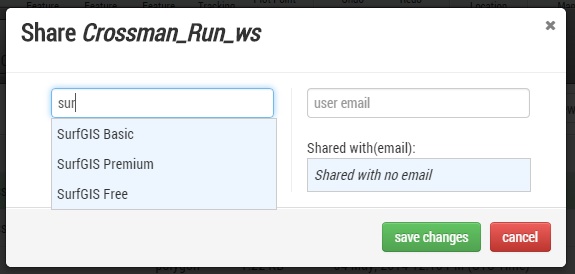 Share Crossman_Run_ws
×
sur
SurfGIS Basic
SurfGIS Premium
SurfGIS Free
user email
Shared with(email):
Shared with no email
save changes
cancel